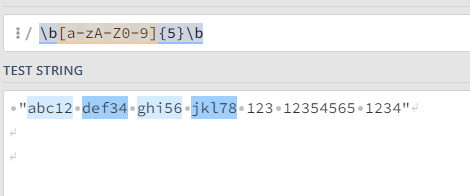 / \b[a-zA-Z0-9]{5}\b
TEST STRING
"abc12 def34 ghi56 jkl78 123 12354565 1234"